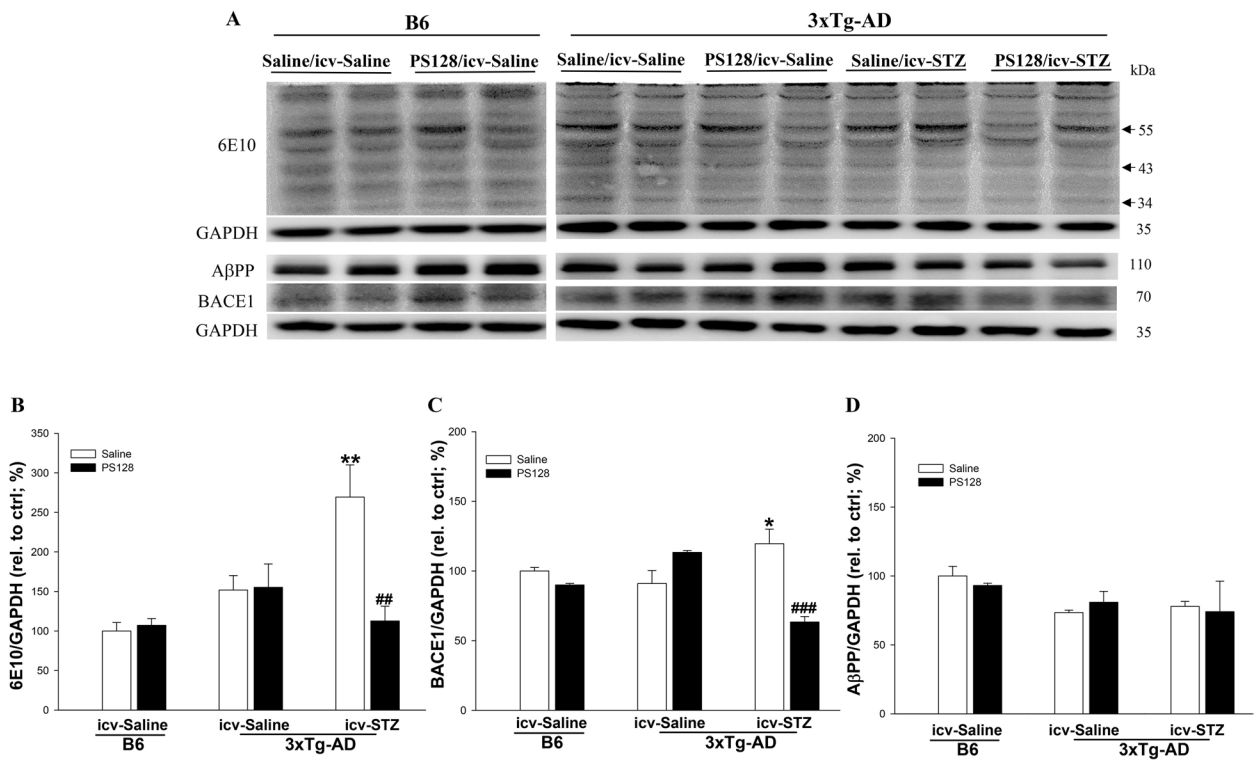 A
B6
3xTg-AD
Saline/icv-Saline
PS128/icv-Saline
Saline/icv-Saline
PS128/icv-Saline
Saline/icv-STZ
PS128/icv-STZ
kDa
6E10
55
43
34
GAPDH
35
AβPP
110
BACE1
70
GAPDH
35
B
6E10/GAPDH (rel. to ctrl; %)
350
300
250
200
150
100
50
0
Saline
PS128
**
##
icv-Saline
icv-Saline
icv-STZ
B6
3xTg-AD
C
BACE1/GAPDH (rel. to ctrl; %)
200
150
100
50
0
Saline
PS128
*
###
icv-Saline
icv-Saline
icv-STZ
B6
3xTg-AD
D
AβPP/GAPDH (rel. to ctrl; %)
200
150
100
50
0
Saline
PS128
icv-Saline
icv-Saline
icv-STZ
B6
3xTg-AD